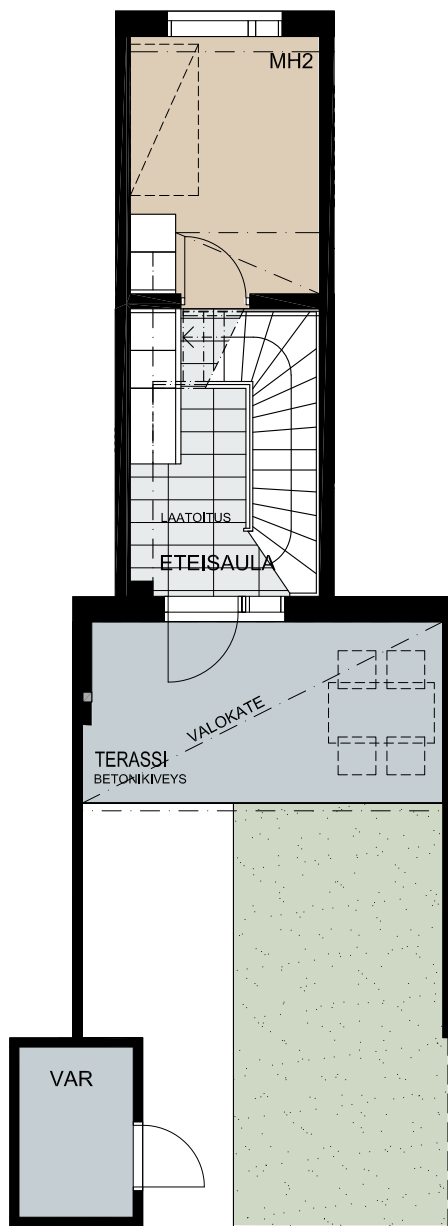 MH2
LAATOITUS
ETEISAULA
VALOKATE
TERASSI
BETONIKIVEYS
VAR